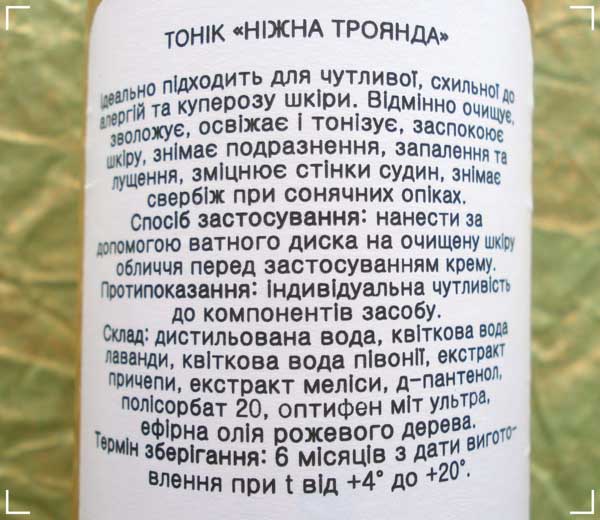 ТОНІК «НІЖНА ТРОЯНДА»
Ідеально підходить для чутливої, схильної до
алергій та куперозу шкіри. Відмінно очищує,
зволожує, освіжає і тонізує, заспокоює
шкіру, знімає подразнення, запалення та
лущення, зміцнює стінки судин, знімає
свербіж при сонячних опіках.
Спосіб застосування: нанести за
допомогою ватного диска на очищену шкіру
обличчя перед застосуванням крему.
Протипоказання: індивідуальна чутливість
до компонентів засобу.
Склад: дистильована вода, квіткова вода
лаванди, квіткова вода півонії, екстракт
причепи, екстракт меліси, д-пантенол,
полісорбат 20, оптифен міт ультра,
ефірна олія рожевого дерева.
Термін зберігання: 6 місяців з дати вигото-
влення при t від +4° до +20°.